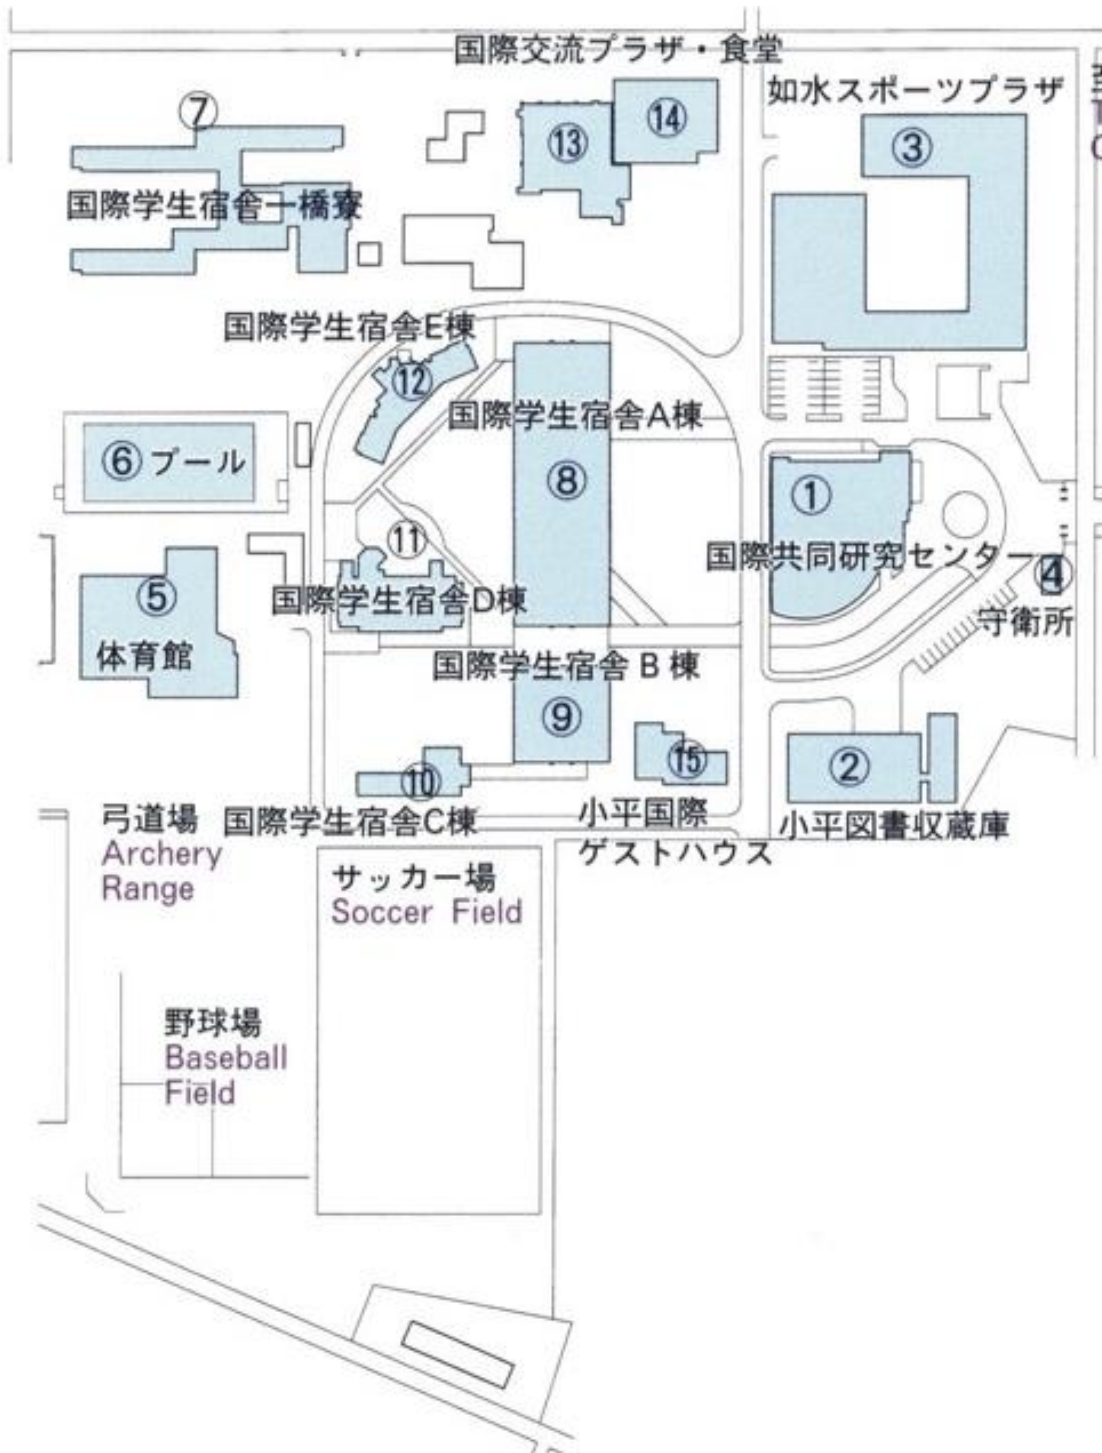 国際交流プラザ・食堂
如水スポーツプラザ
⑦
⑬
⑭
③
国際学生宿舎一橋寮
国際学生宿舎E棟
⑫
国際学生宿舎A棟
⑥ プール
⑧
①
⑪
国際共同研究センター
④
⑤
国際学生宿舎D棟
守衛所
体育館
国際学生宿舎B棟
⑨
⑮
②
⑩
弓道場
Archery
Range
国際学生宿舎C棟
小平国際
ゲストハウス
小平図書収蔵庫
サッカー場
Soccer Field
野球場
Baseball
Field